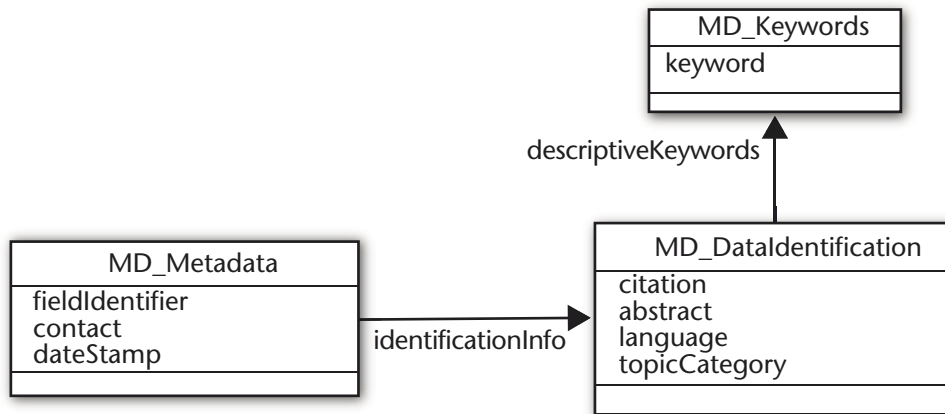 MD_Keywords
keyword
descriptiveKeywords
MD_DataIdentification
citation
abstract
language
topicCategory
MD_Metadata
fieldIdentifier
contact
dateStamp
identificationInfo